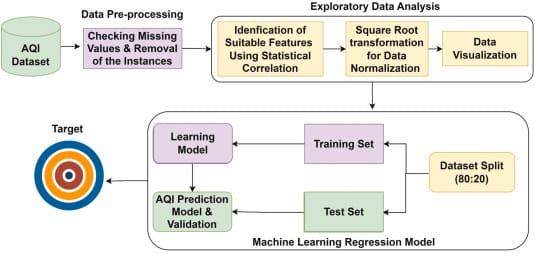 Exploratory Data Analysis
Data Pre-processing
AQI
Dataset
Checking Missing
Values & Removal
of the Instances
Idenfication of
Suitable Features
Using Statistical
Correlation
Square Root
transformation
for Data
Normalization
Data
Visualization
Target
Learning
Model
Training Set
Dataset Split
(80:20)
AQI Prediction
Model &
Validation
Test Set
Machine Learning Regression Model